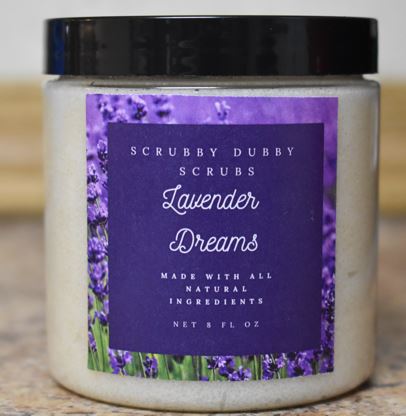 SCRUBBY DUBBY
SCRUBS
Lavender
Dreams
MADE WITH ALL
NATURAL
INGREDIENTS
NET 8 FL OZ